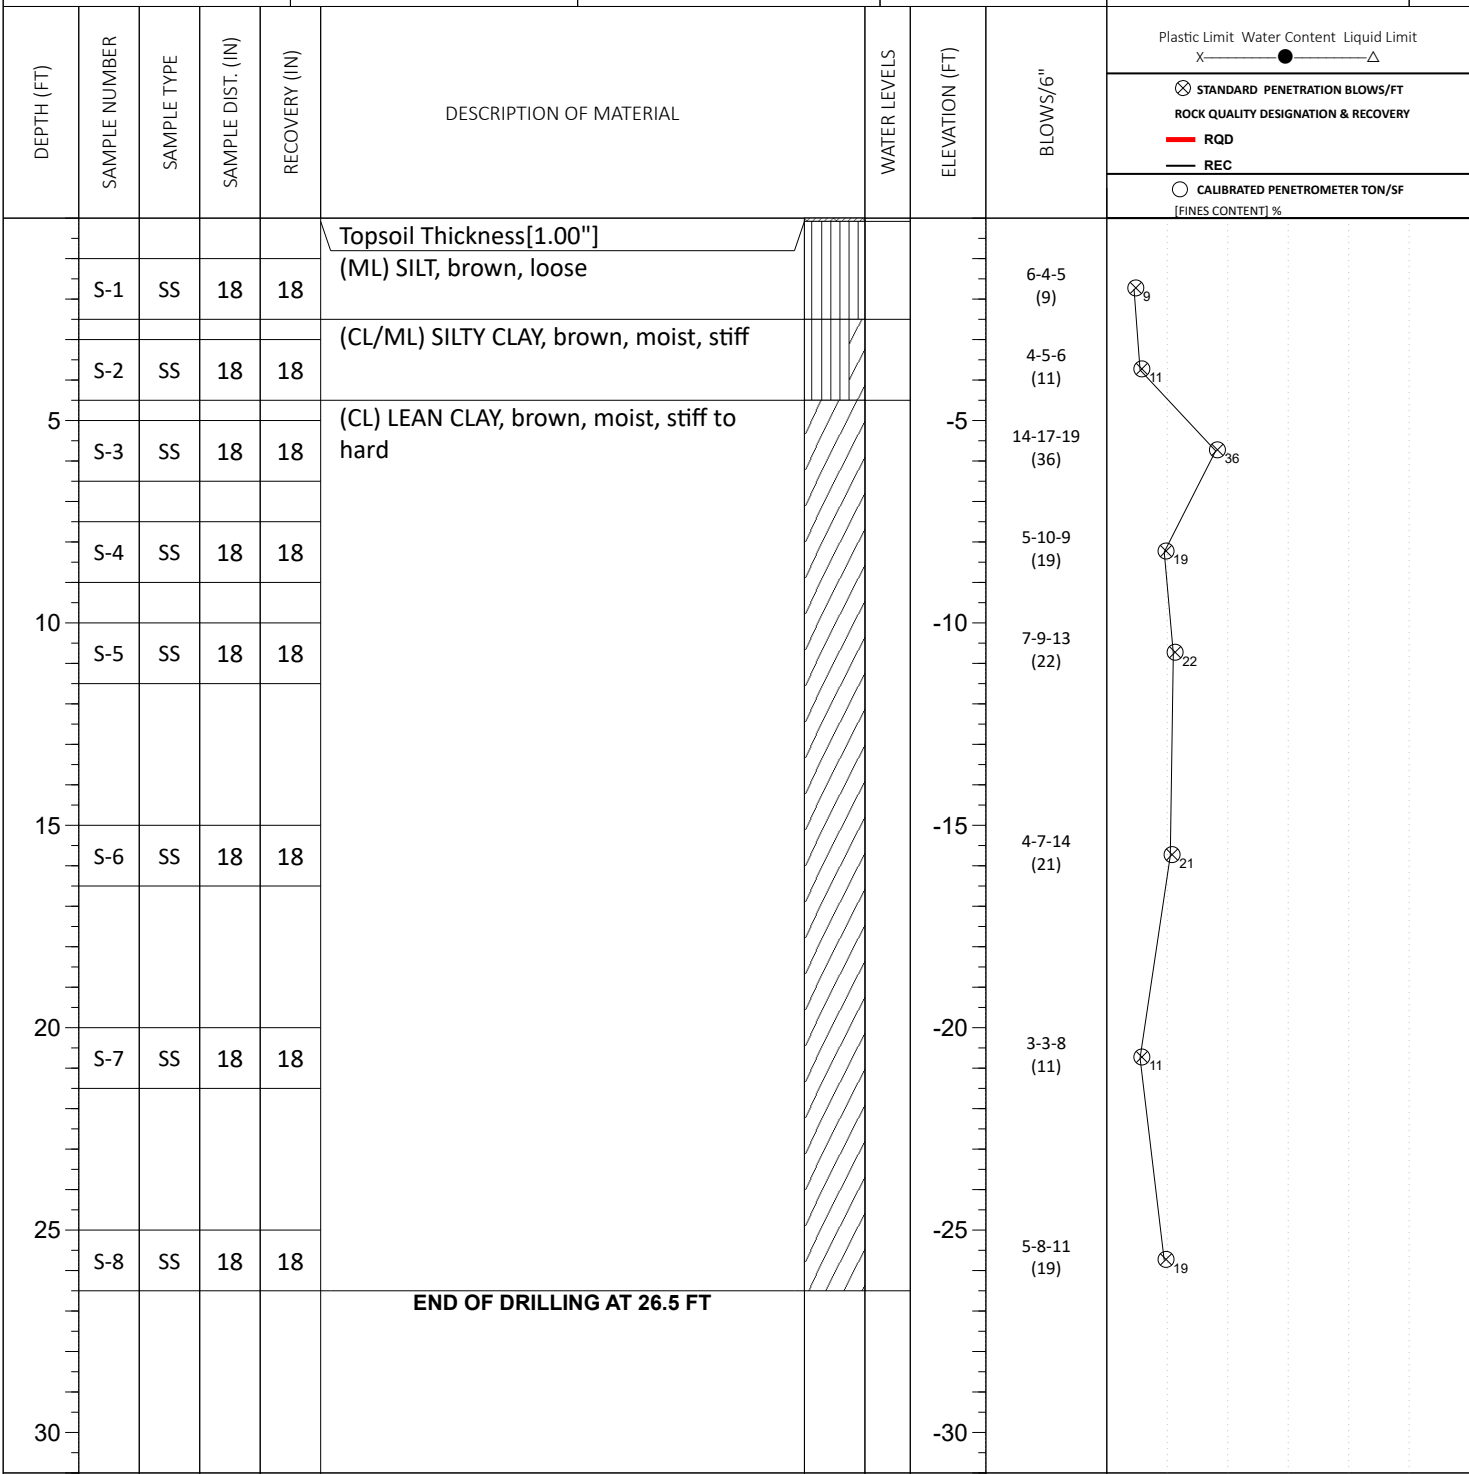 DEPTH (FT)
SAMPLE NUMBER
SAMPLE TYPE
SAMPLE DIST. (IN)
RECOVERY (IN)
DESCRIPTION OF MATERIAL
WATER LEVELS
ELEVATION (FT)
BLOWS/6"
Plastic Limit Water Content Liquid Limit
X
STANDARD PENETRATION BLOWS/FT
ROCK QUALITY DESIGNATION & RECOVERY
RQD
REC
CALIBRATED PENETROMETER TON/SF
[FINES CONTENT] %
Topsoil Thickness[1.00"]
(ML) SILT, brown, loose
S-1 SS 18 18 6-4-5
(9)
9
(CL/ML) SILTY CLAY, brown, moist, stiff
S-2 SS 18 18 4-5-6
(11)
11
5 (CL) LEAN CLAY, brown, moist, stiff to -5
hard
S-3 SS 18 18 14-17-19
(36)
36
S-4 SS 18 18 5-10-9
(19)
19
10 -10
S-5 SS 18 18 7-9-13
(22)
22
15 -15
S-6 SS 18 18 4-7-14
(21)
21
20 -20
S-7 SS 18 18 3-3-8
(11)
11
25 -25
S-8 SS 18 18 5-8-11
(19)
19
END OF DRILLING AT 26.5 FT
30 -30